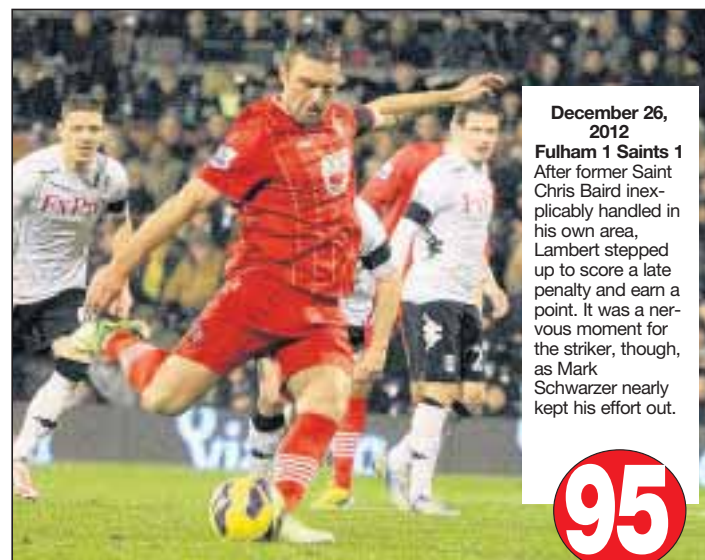 December 26,
2012
Fulham 1 Saints 1
After former Saint
Chris Baird inex-
plicably handled in
his own area,
Lambert stepped
up to score a late
penalty and earn a
point. It was a ner-
vous moment for
the striker, though,
as Mark
Schwarzer nearly
kept his effort out.
95